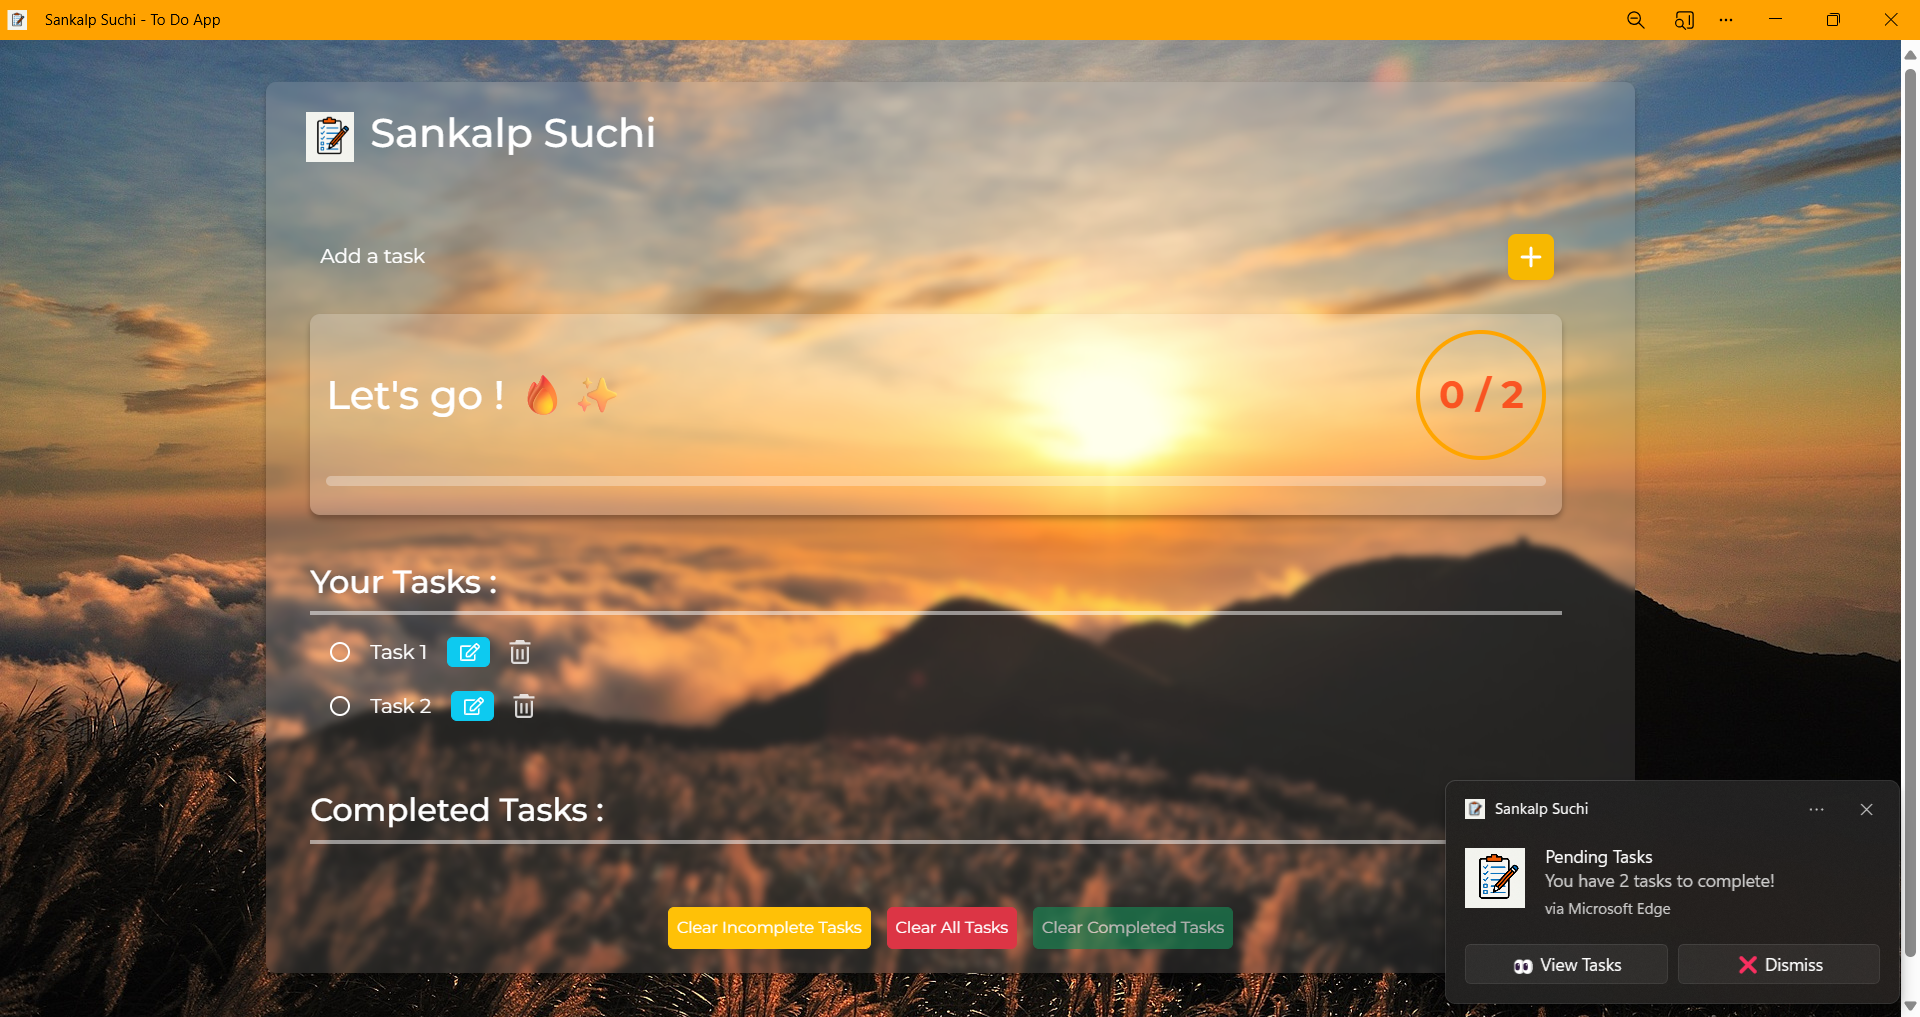 Sankalp Suchi - To Do App
Sankalp Suchi
Add a task
Let's go ! 🔥 ✨
0 / 2
Your Tasks :
Task 1
Task 2
Completed Tasks :
Clear Incomplete Tasks
Clear All Tasks
Clear Completed Tasks
Sankalp Suchi
Pending Tasks
You have 2 tasks to complete!
via Microsoft Edge
👀 View Tasks
❌ Dismiss